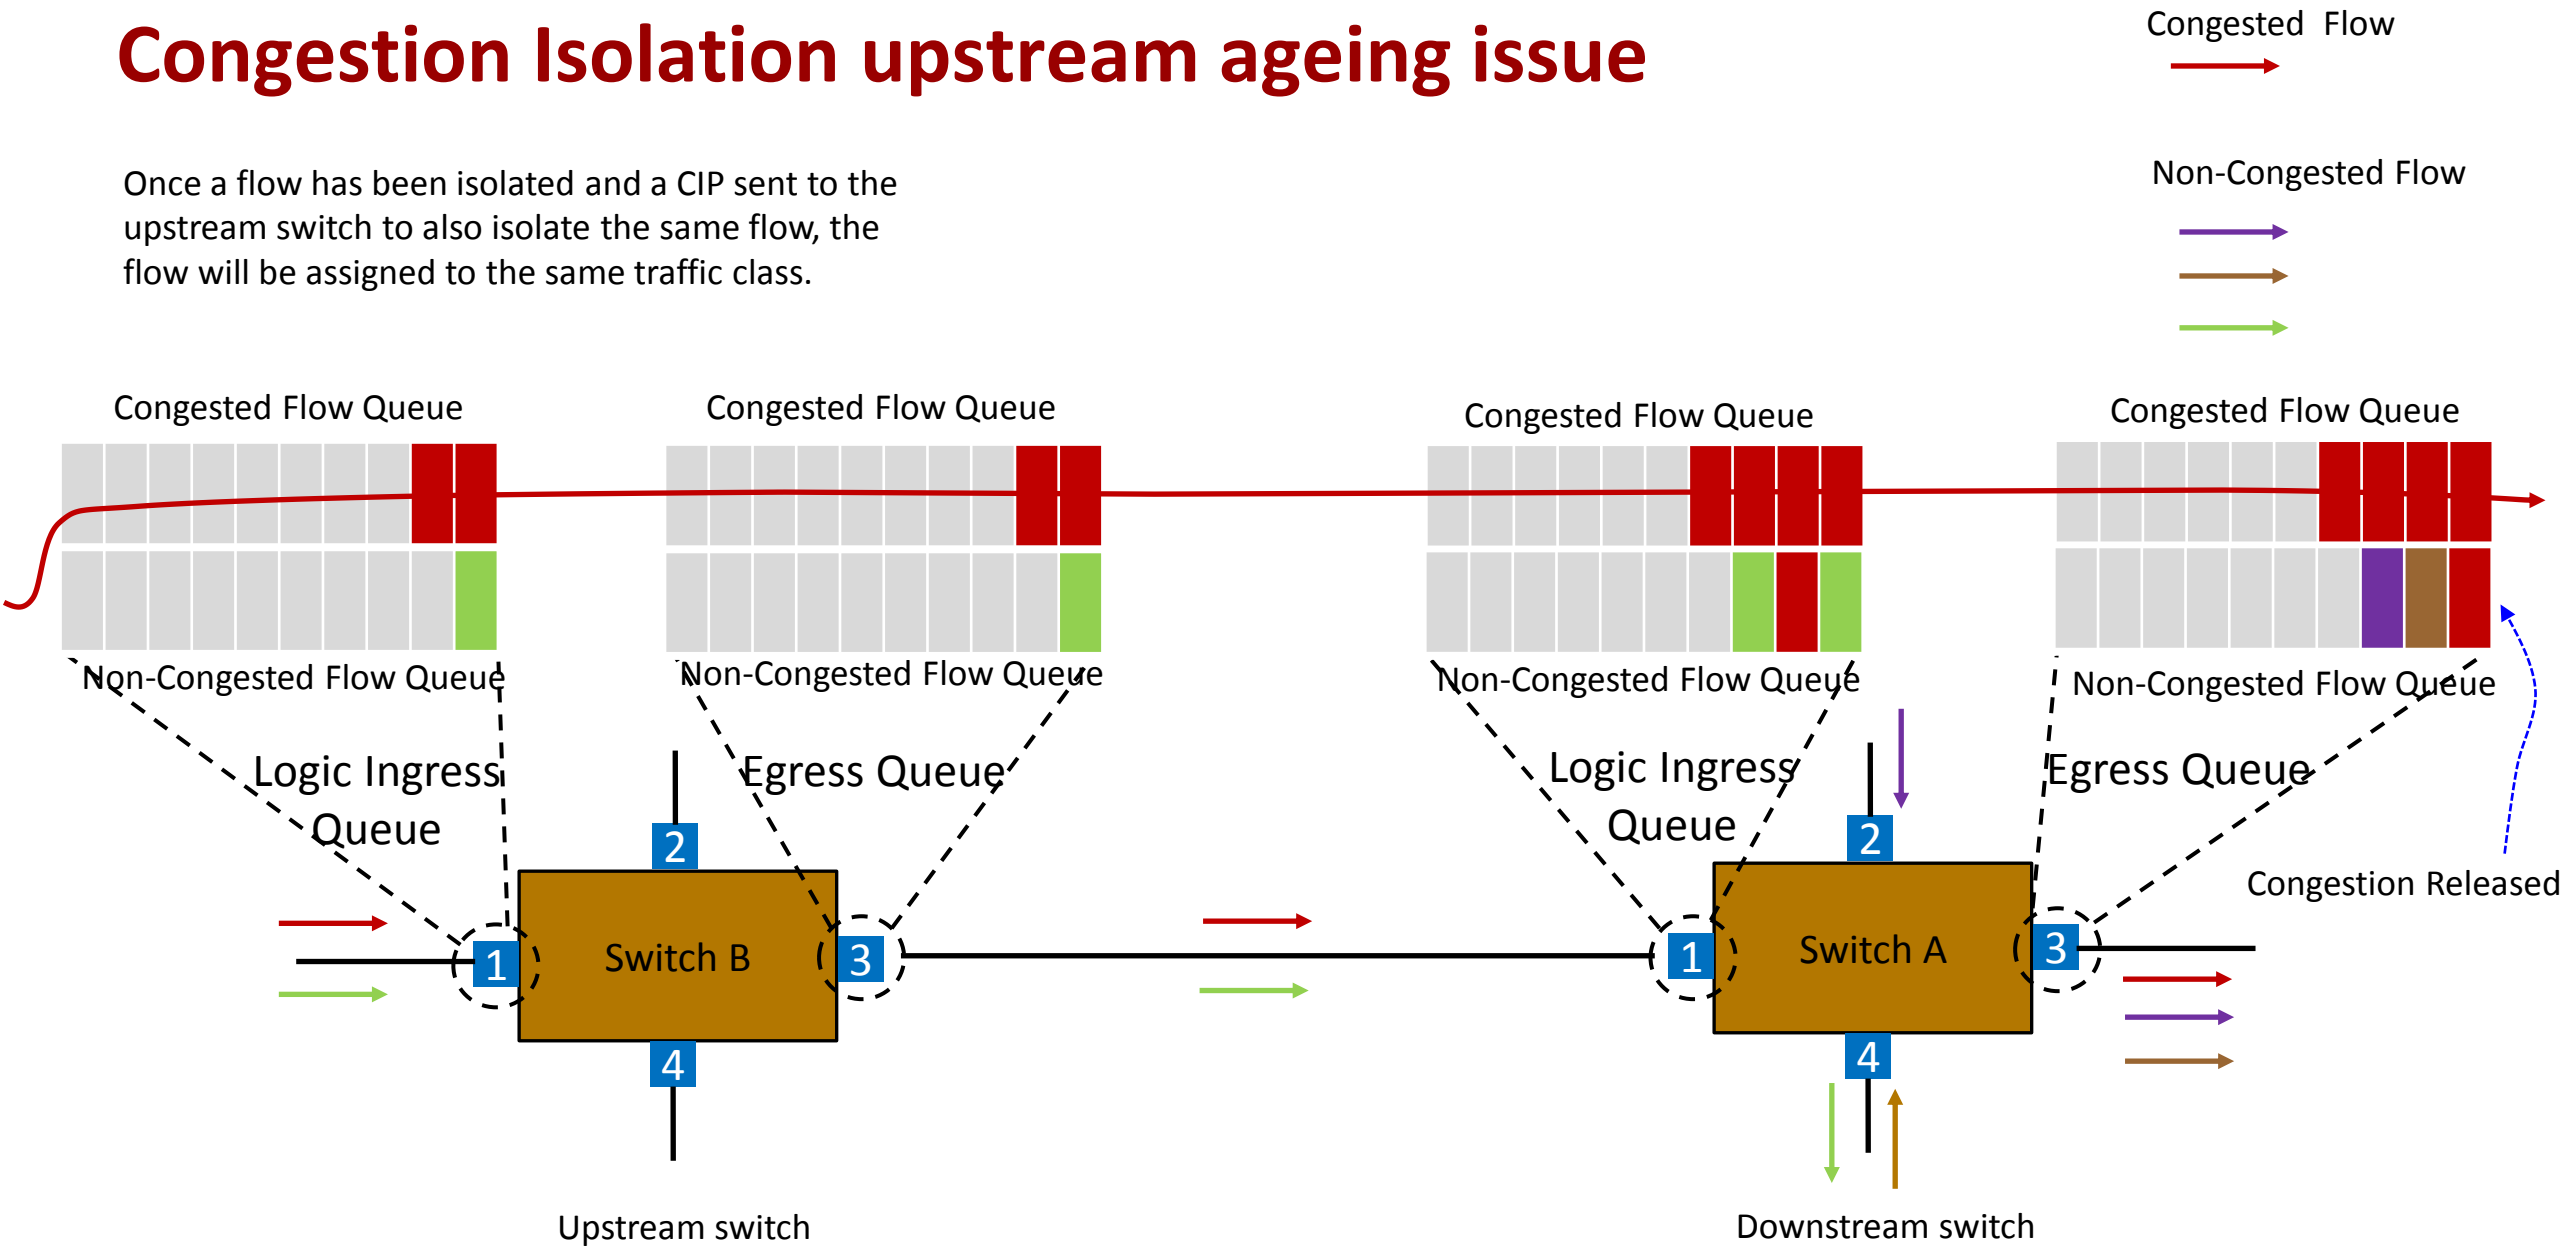 Congestion Isolation upstream ageing issue
Congested Flow
Non-Congested Flow
Once a flow has been isolated and a CIP sent to the
upstream switch to also isolate the same flow, the
flow will be assigned to the same traffic class.
Congested Flow Queue
Congested Flow Queue
Congested Flow Queue
Congested Flow Queue
Non-Congested Flow Queue
Non-Congested Flow Queue
Non-Congested Flow Queue
Non-Congested Flow Queue
Logic Ingress
Queue
Egress Queue
Logic Ingress
Queue
Egress Queue
2
2
Congestion Released
1
Switch B
3
1
Switch A
3
4
4
Upstream switch
Downstream switch